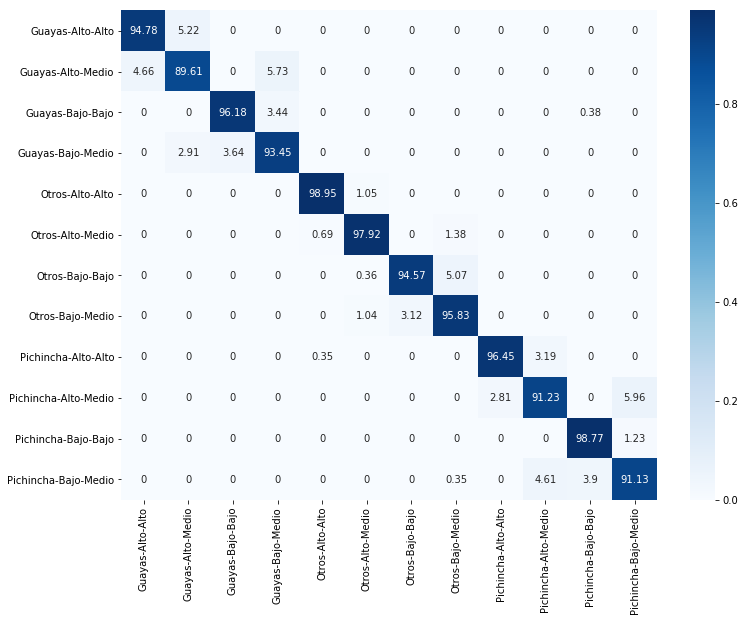 Guayas-Alto-Alto 94.78 5.22 0 0 0 0 0 0 0 0 0 0
Guayas-Alto-Medio 4.66 89.61 0 5.73 0 0 0 0 0 0 0 0
0.8
Guayas-Bajo-Bajo 0 0 96.18 3.44 0 0 0 0 0 0 0.38 0
Guayas-Bajo-Medio 0 2.91 3.64 93.45 0 0 0 0 0 0 0 0
Otros-Alto-Alto 0 0 0 0 98.95 1.05 0 0 0 0 0 0
0.6
Otros-Alto-Medio 0 0 0 0 0.69 97.92 0 1.38 0 0 0 0
Otros-Bajo-Bajo 0 0 0 0 0 0.36 94.57 5.07 0 0 0 0
0.4
Otros-Bajo-Medio 0 0 0 0 0 1.04 3.12 95.83 0 0 0 0
Pichincha-Alto-Alto 0 0 0 0 0.35 0 0 0 96.45 3.19 0 0
Pichincha-Alto-Medio 0 0 0 0 0 0 0 0 2.81 91.23 0 5.96
0.2
Pichincha-Bajo-Bajo 0 0 0 0 0 0 0 0 0 0 98.77 1.23
Pichincha-Bajo-Medio 0 0 0 0 0 0 0 0.35 0 4.61 3.9 91.13
0.0
Guayas-Alto-Alto
Guayas-Alto-Medio
Guayas-Bajo-Bajo
Guayas-Bajo-Medio
Otros-Alto-Alto
Otros-Alto-Medio
Otros-Bajo-Bajo
Otros-Bajo-Medio
Pichincha-Alto-Alto
Pichincha-Alto-Medio
Pichincha-Bajo-Bajo
Pichincha-Bajo-Medio